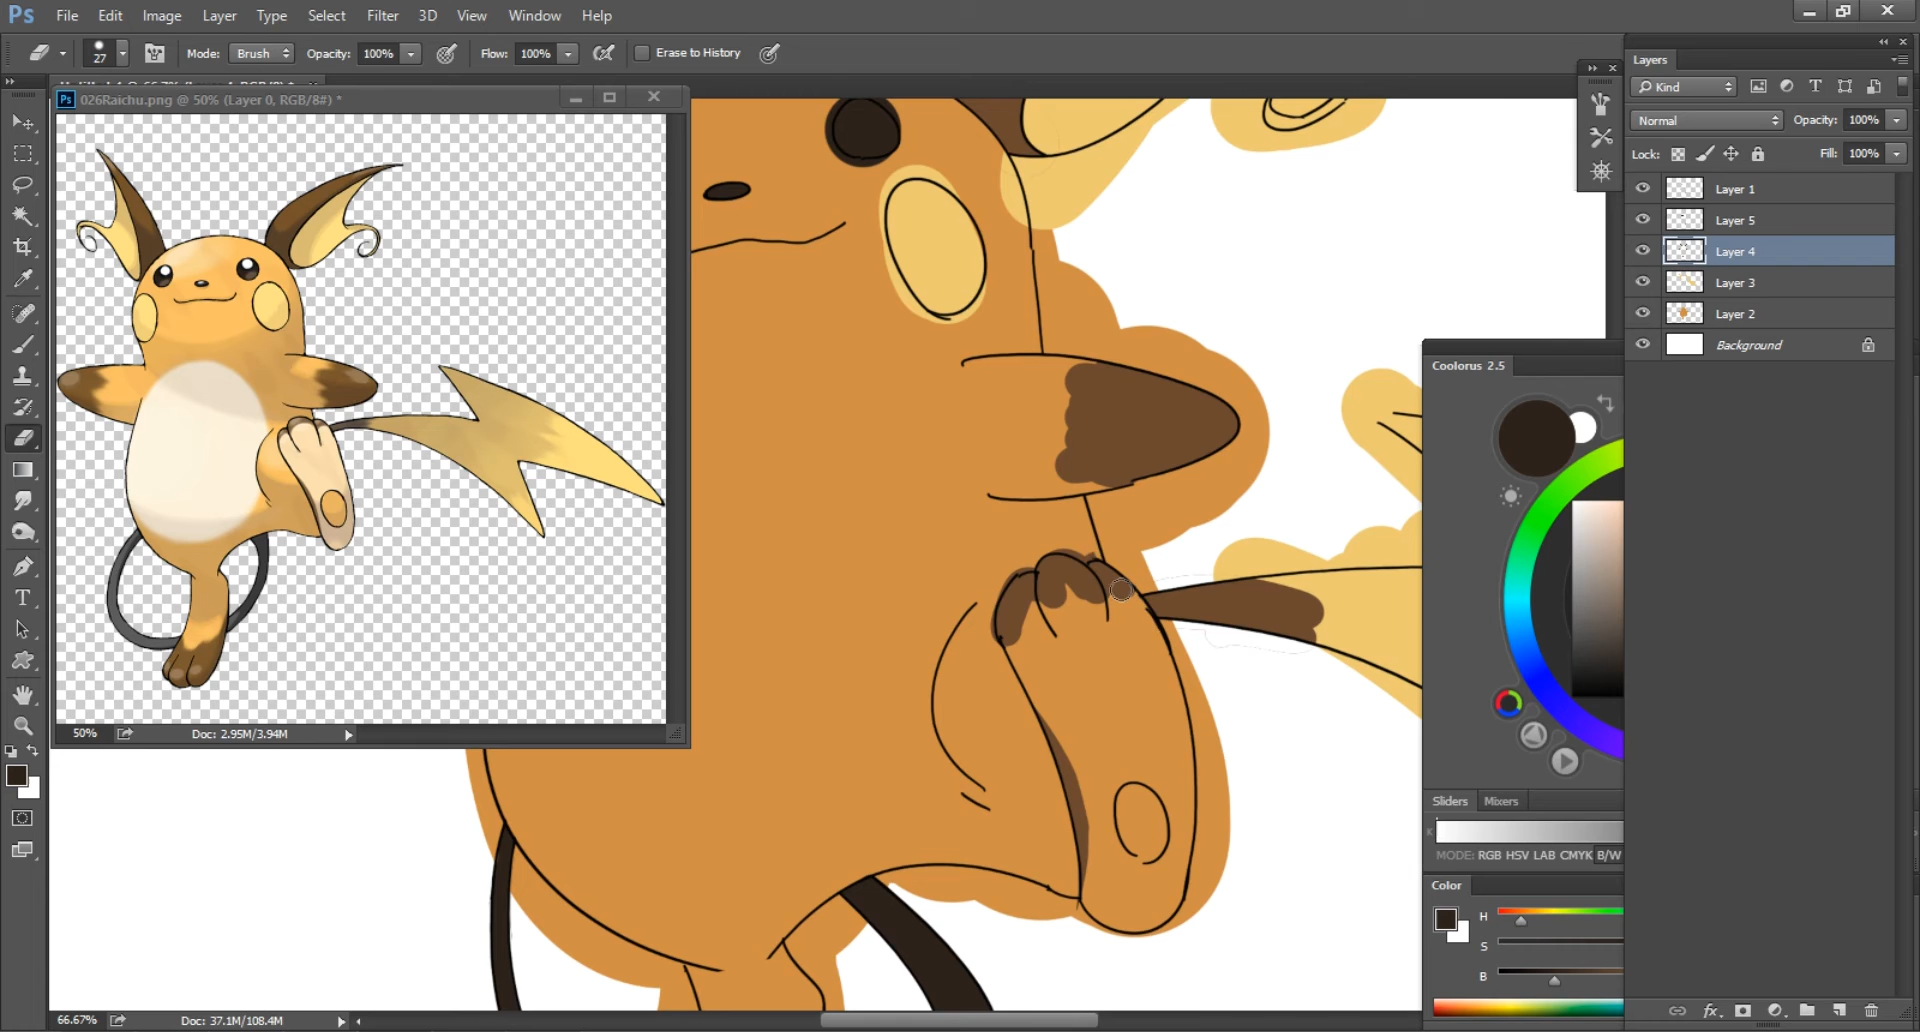 Ps File Edit Image Layer Type Select Filter 3D View Window Help
27 Mode: Brush Opacity: 100% Flow: 100% Erase to History
Ps 026Raichu.png @ 50% (Layer 0, RGB/8#) *
50% Doc: 2.95M/3.94M
66.67% Doc: 37.1M/108.4M
Layers
Kind
Normal Opacity: 100%
Lock: Fill: 100%
Layer 1
Layer 5
Layer 4
Layer 3
Layer 2
Background
Coolorus 2.5
Sliders Mixers
MODE: RGB HSV LAB CMYK B/W
Color
H
S
B
fx